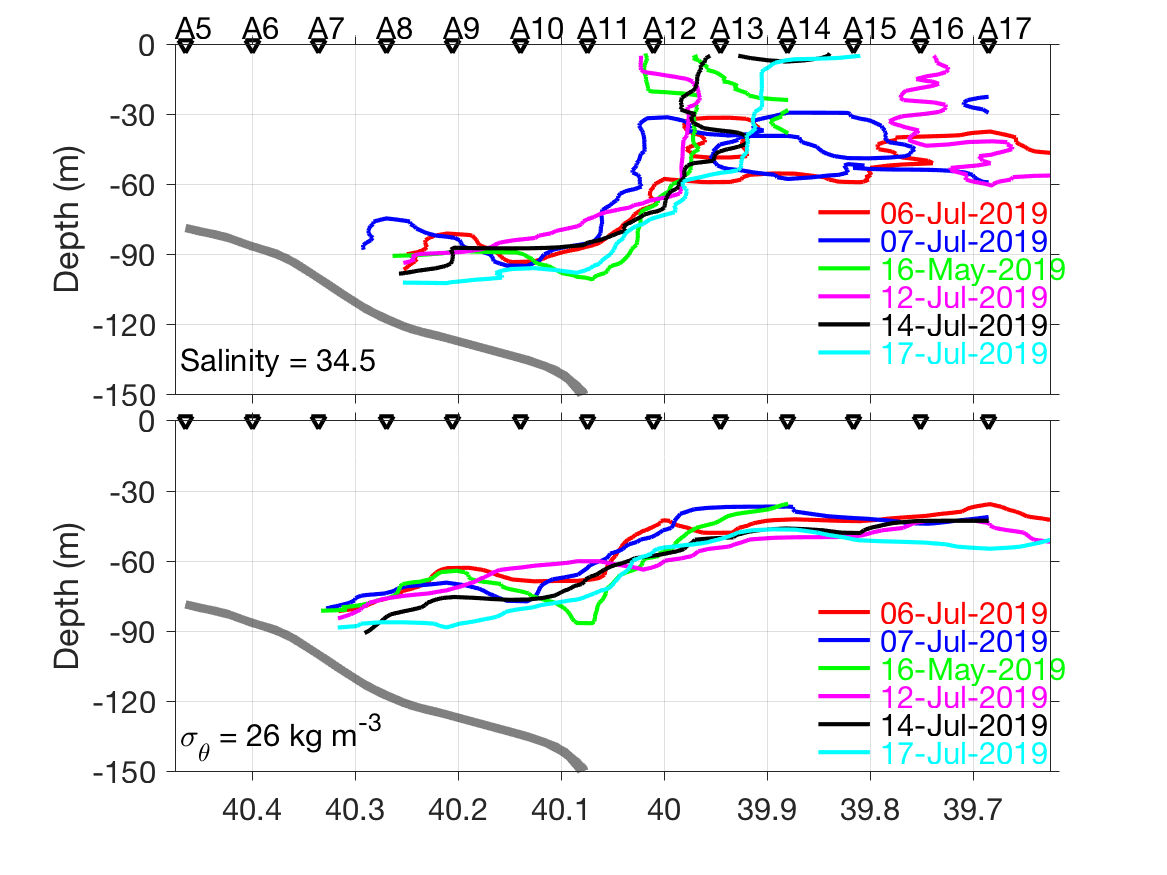 A5 A6 A7 A8 A9 A10 A11 A12 A13 A14 A15 A16 A17
0
-30
-60
-90
-120
-150
Depth (m)
Salinity = 34.5
06-Jul-2019
07-Jul-2019
16-May-2019
12-Jul-2019
14-Jul-2019
17-Jul-2019
0
-30
-60
-90
-120
-150
Depth (m)
σθ = 26 kg m-3
06-Jul-2019
07-Jul-2019
16-May-2019
12-Jul-2019
14-Jul-2019
17-Jul-2019
40.4 40.3 40.2 40.1 40 39.9 39.8 39.7